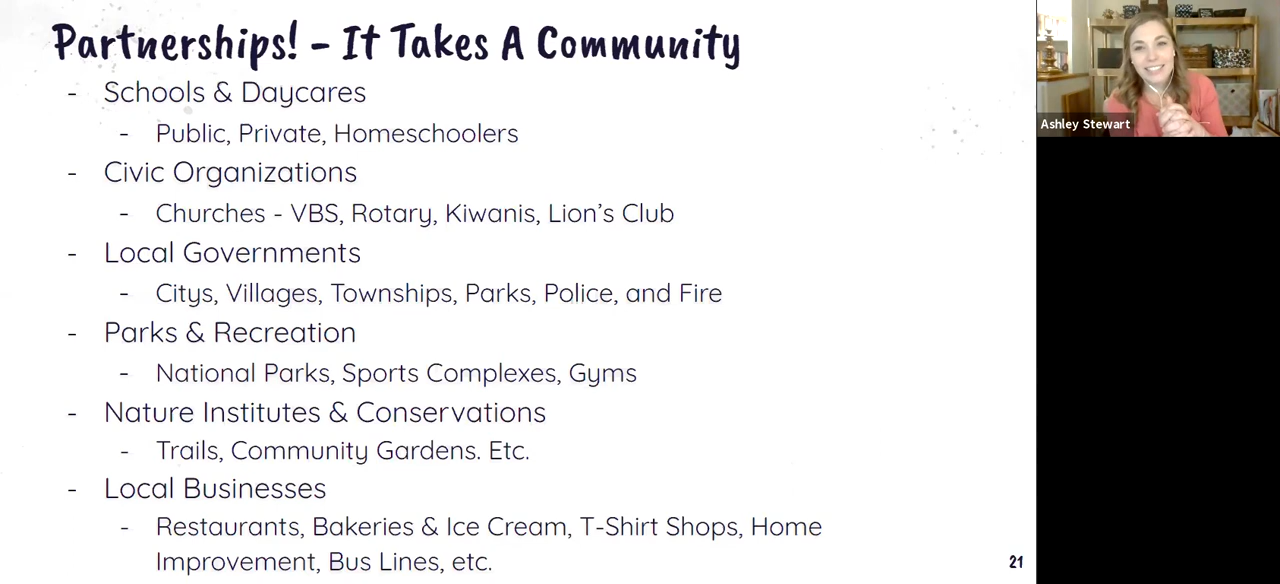 Partnerships! - It Takes A Community
- Schools & Daycares
- Public, Private, Homeschoolers
- Civic Organizations
- Churches - VBS, Rotary, Kiwanis, Lion's Club
- Local Governments
- Citys, Villages, Townships, Parks, Police, and Fire
- Parks & Recreation
- National Parks, Sports Complexes, Gyms
- Nature Institutes & Conservations
- Trails, Community Gardens. Etc.
- Local Businesses
- Restaurants, Bakeries & Ice Cream, T-Shirt Shops, Home
Improvement, Bus Lines, etc.
21
Ashley Stewart